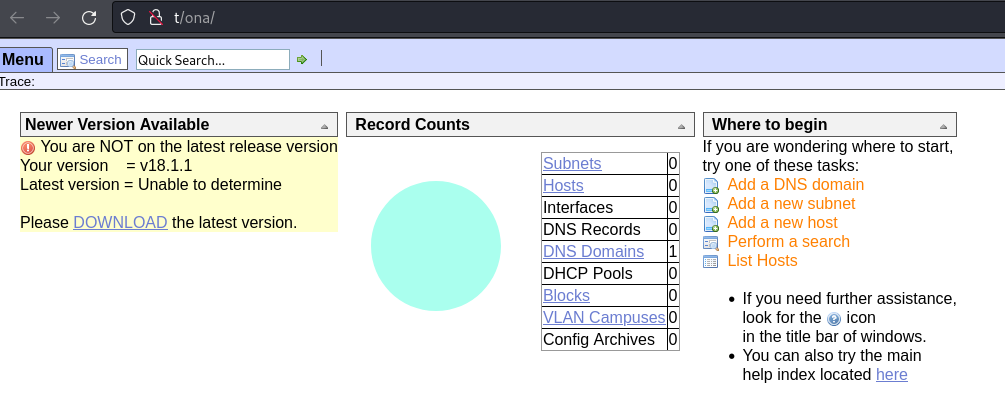 t/ona/
Menu Search Quick Search...
Trace:
Newer Version Available
You are NOT on the latest release version
Your version = v18.1.1
Latest version = Unable to determine
Please DOWNLOAD the latest version.
Record Counts
Subnets 0
Hosts 0
Interfaces 0
DNS Records 0
DNS Domains 1
DHCP Pools 0
Blocks 0
VLAN Campuses 0
Config Archives 0
Where to begin
If you are wondering where to start,
try one of these tasks:
Add a DNS domain
Add a new subnet
Add a new host
Perform a search
List Hosts
• If you need further assistance,
look for the ? icon
in the title bar of windows.
• You can also try the main
help index located here